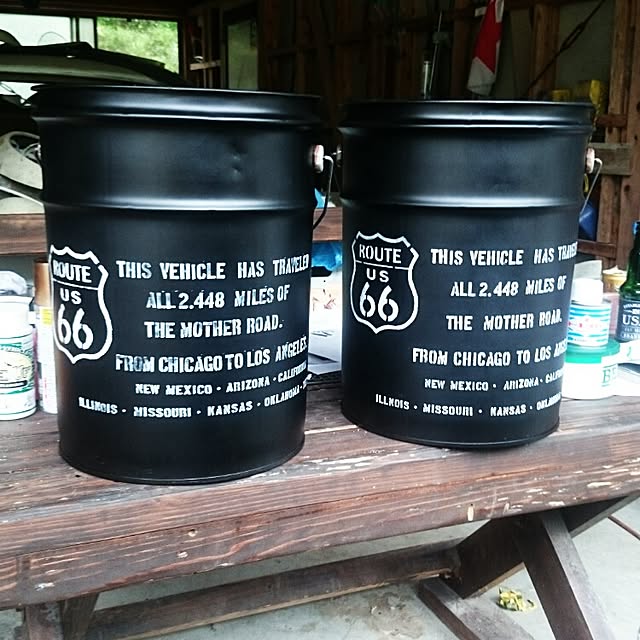 ROUTE
US
66
THIS VEHICLE HAS TRAVELER
ALL 2.448 MILES OF
THE MOTHER ROAD.
FROM CHICAGO TO LOS ANGELES
NEW MEXICO · ARIZONA ·
ILLINOIS · MISSOURI · KANSAS · OKLAHOMA
ROUTE
US
66
THIS VEHICLE HAS
ALL 2.448 MILES OF
THE MOTHER ROAD.
FROM CHICAGO TO LOS
NEW MEXICO · ARIZONA ·
ILLINOIS · MISSOURI · KANSAS ·